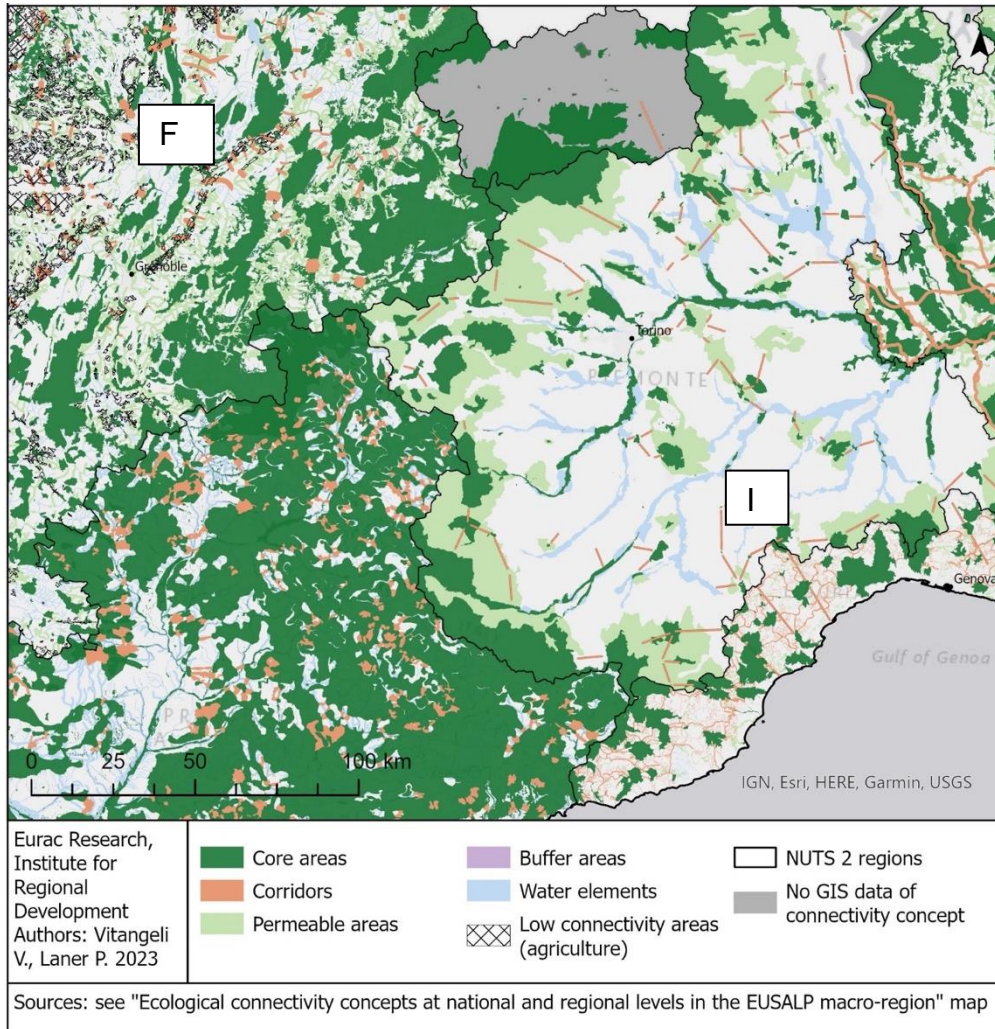 F
Grenoble
Torino
PIEMONTE
I
Genova
Gulf of Genoa
0 25 50 100 km
IGN, Esri, HERE, Garmin, USGS
Eurac Research,
Institute for
Regional
Development
Authors: Vitangeli
V., Laner P. 2023
Core areas
Corridors
Permeable areas
Buffer areas
Water elements
Low connectivity areas
(agriculture)
NUTS 2 regions
No GIS data of
connectivity concept
Sources: see "Ecological connectivity concepts at national and regional levels in the EUSALP macro-region" map